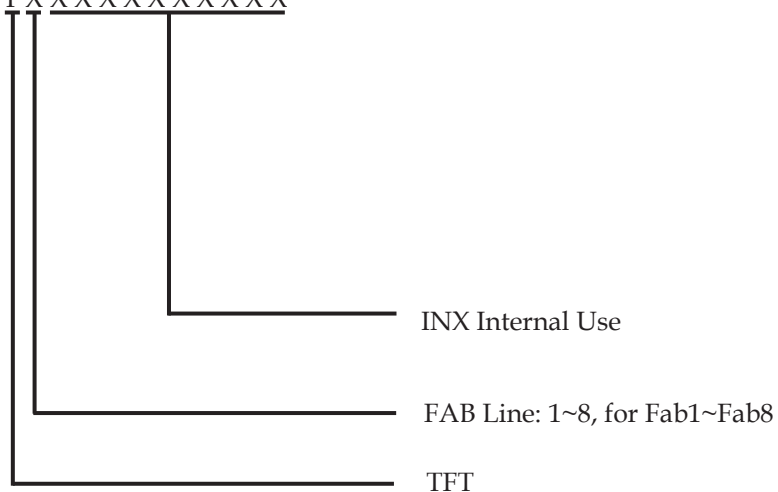 T X X X X X X X X X X X
INX Internal Use
FAB Line: 1~8, for Fab1~Fab8
TFT